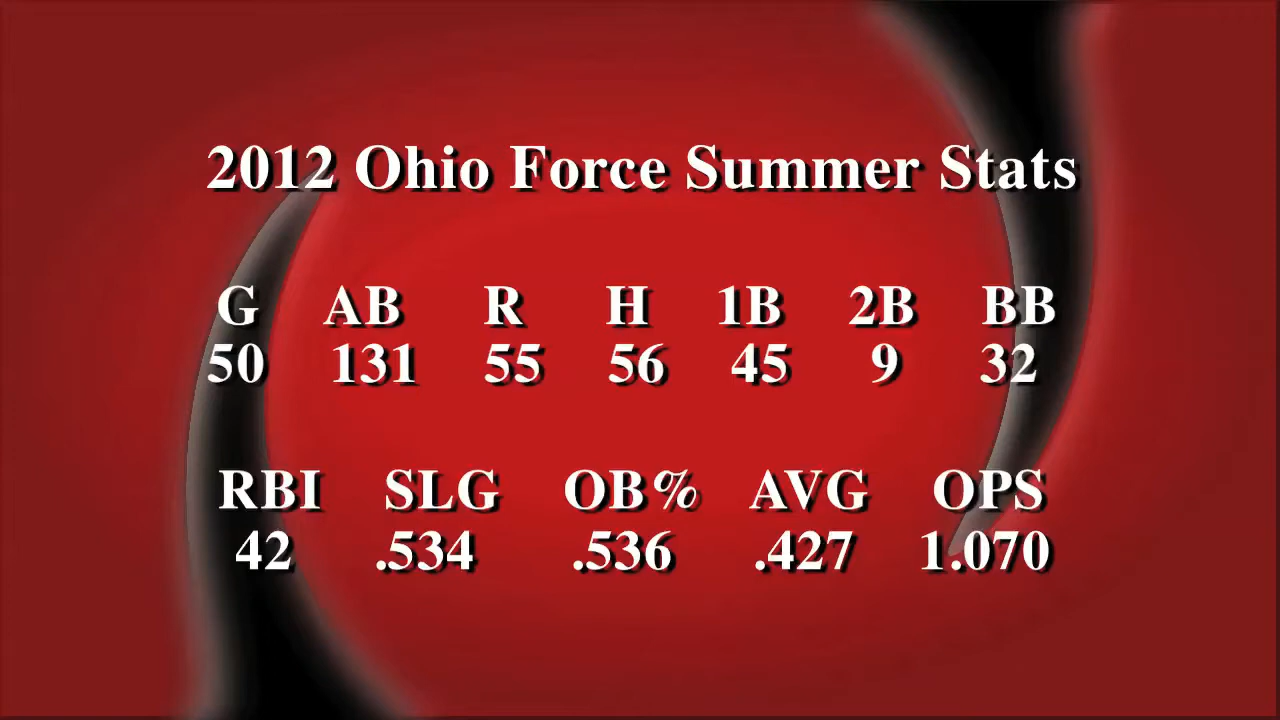 2012 Ohio Force Summer Stats
G AB R H 1B 2B BB
50 131 55 56 45 9 32
RBI SLG OB% AVG OPS
42 .534 .536 .427 1.070